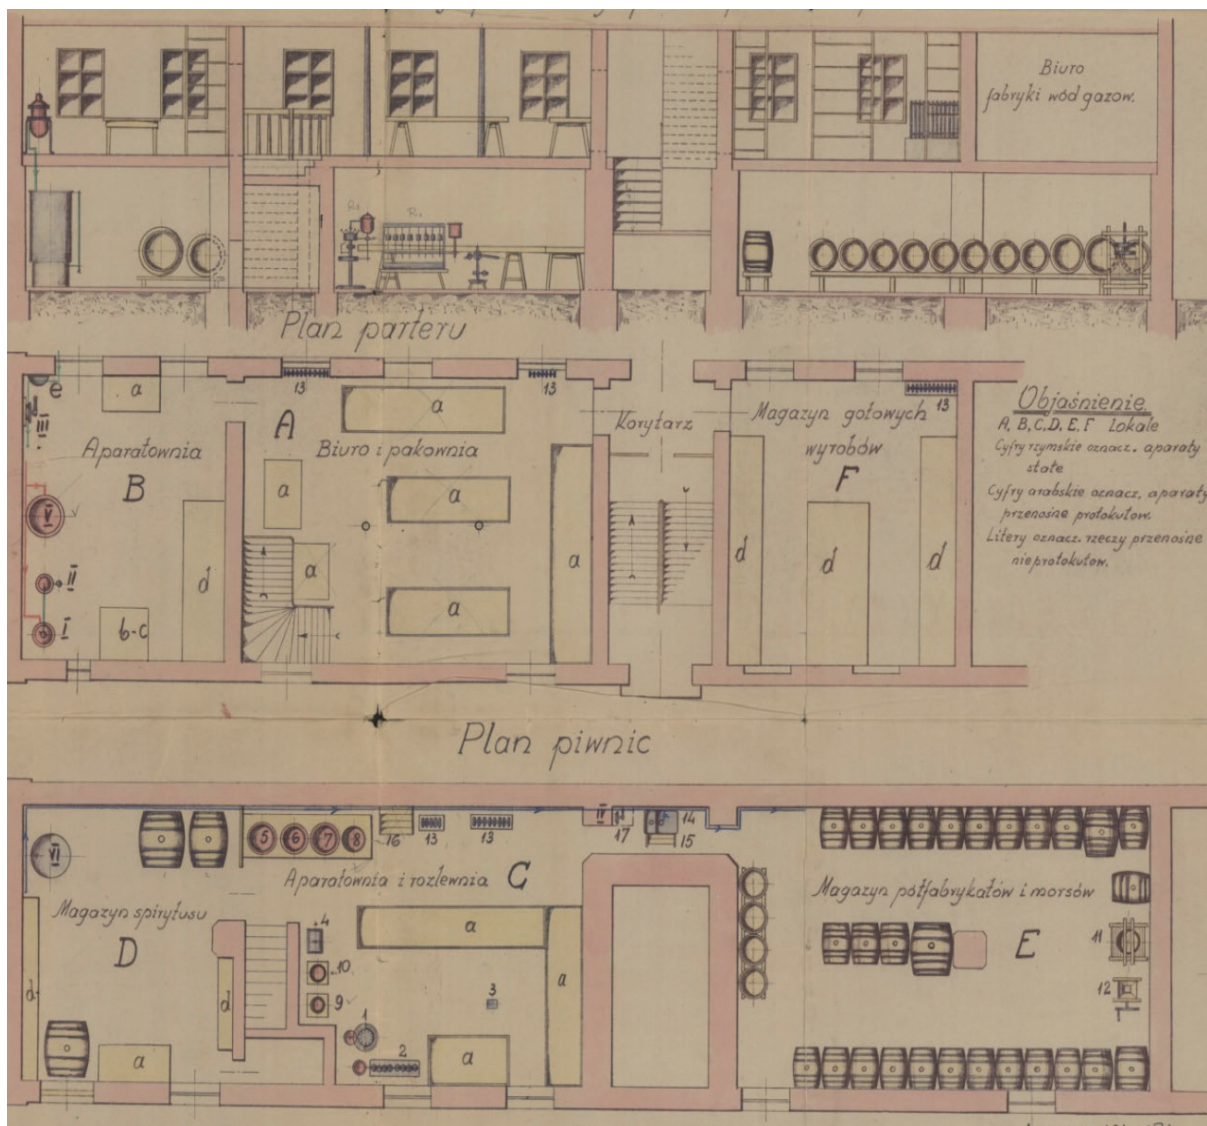 Biuro
fabryki wód gazow.
R₁
Plan parteru
e
a
13
13
III
a
A
Korytarz
Magazyn gotowych
wyrobów
13
Objaśnienie.
A, B, C, D, E, F Lokale
Cyfry rzymskie oznacz. aparaty
stałe
Cyfry arabskie oznacz. aparaty
przenośne protokułow.
Litery oznacz. rzeczy przenośne
nieprotokułow.
Aparatownia
B
Biuro i pakownia
F
a
a
V
a
II
d
a
a
d
d
d
I
b-c
Plan piwnic
VI
5
6
7
8
16
13
13
IV
17
14
15
Aparatownia i rozlewnia C
Magazyn półfabrykatów i morsów
Magazyn spirytusu
D
4
a
11
E
10
d
d
9
3
a
12
1
2
a
a